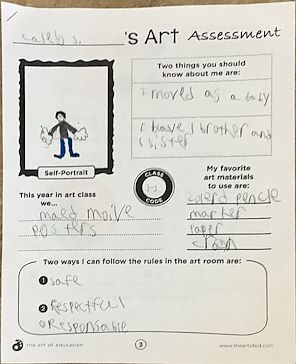 Caleb S. 's Art Assessment
Two things you should
know about me are:
I moved as a baby
I have 1 brother and
1 sister
Self-Portrait
CLASS
CODE
This year in art class
we...
maed moive
posters
My favorite
art materials
to use are:
colerd pencle
marker
paper
Two ways I can follow the rules in the art room are:
1 safe
2 Respectful
Responsable
the art of education
3
www.theartofed.com